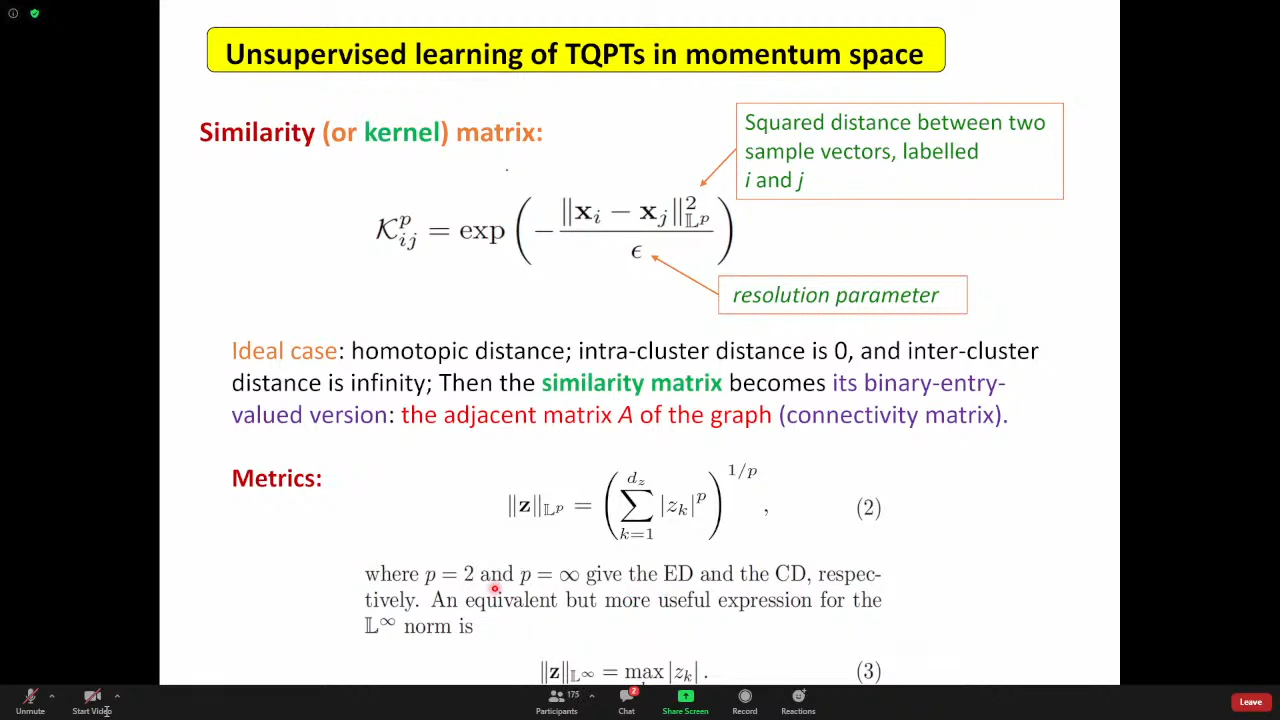 Unsupervised learning of TQPTs in momentum space
Similarity (or kernel) matrix:
Squared distance between two
sample vectors, labelled
i and j
𝒦ᵖᵢⱼ = exp ( − ‖xᵢ − xⱼ‖²_𝕃ᵖ / ϵ )
resolution parameter
Ideal case: homotopic distance; intra-cluster distance is 0, and inter-cluster
distance is infinity; Then the similarity matrix becomes its binary-entry-
valued version: the adjacent matrix A of the graph (connectivity matrix).
Metrics:
‖z‖_𝕃ᵖ = ( ∑_{k=1}^{d_z} |z_k|^p )^{1/p} , (2)
where p = 2 and p = ∞ give the ED and the CD, respec-
tively. An equivalent but more useful expression for the
𝕃^∞ norm is
‖z‖_𝕃^∞ = max |z_k| . (3)
Unmute
Start Video
Participants
175
Chat
2
Share Screen
Record
Reactions
Leave